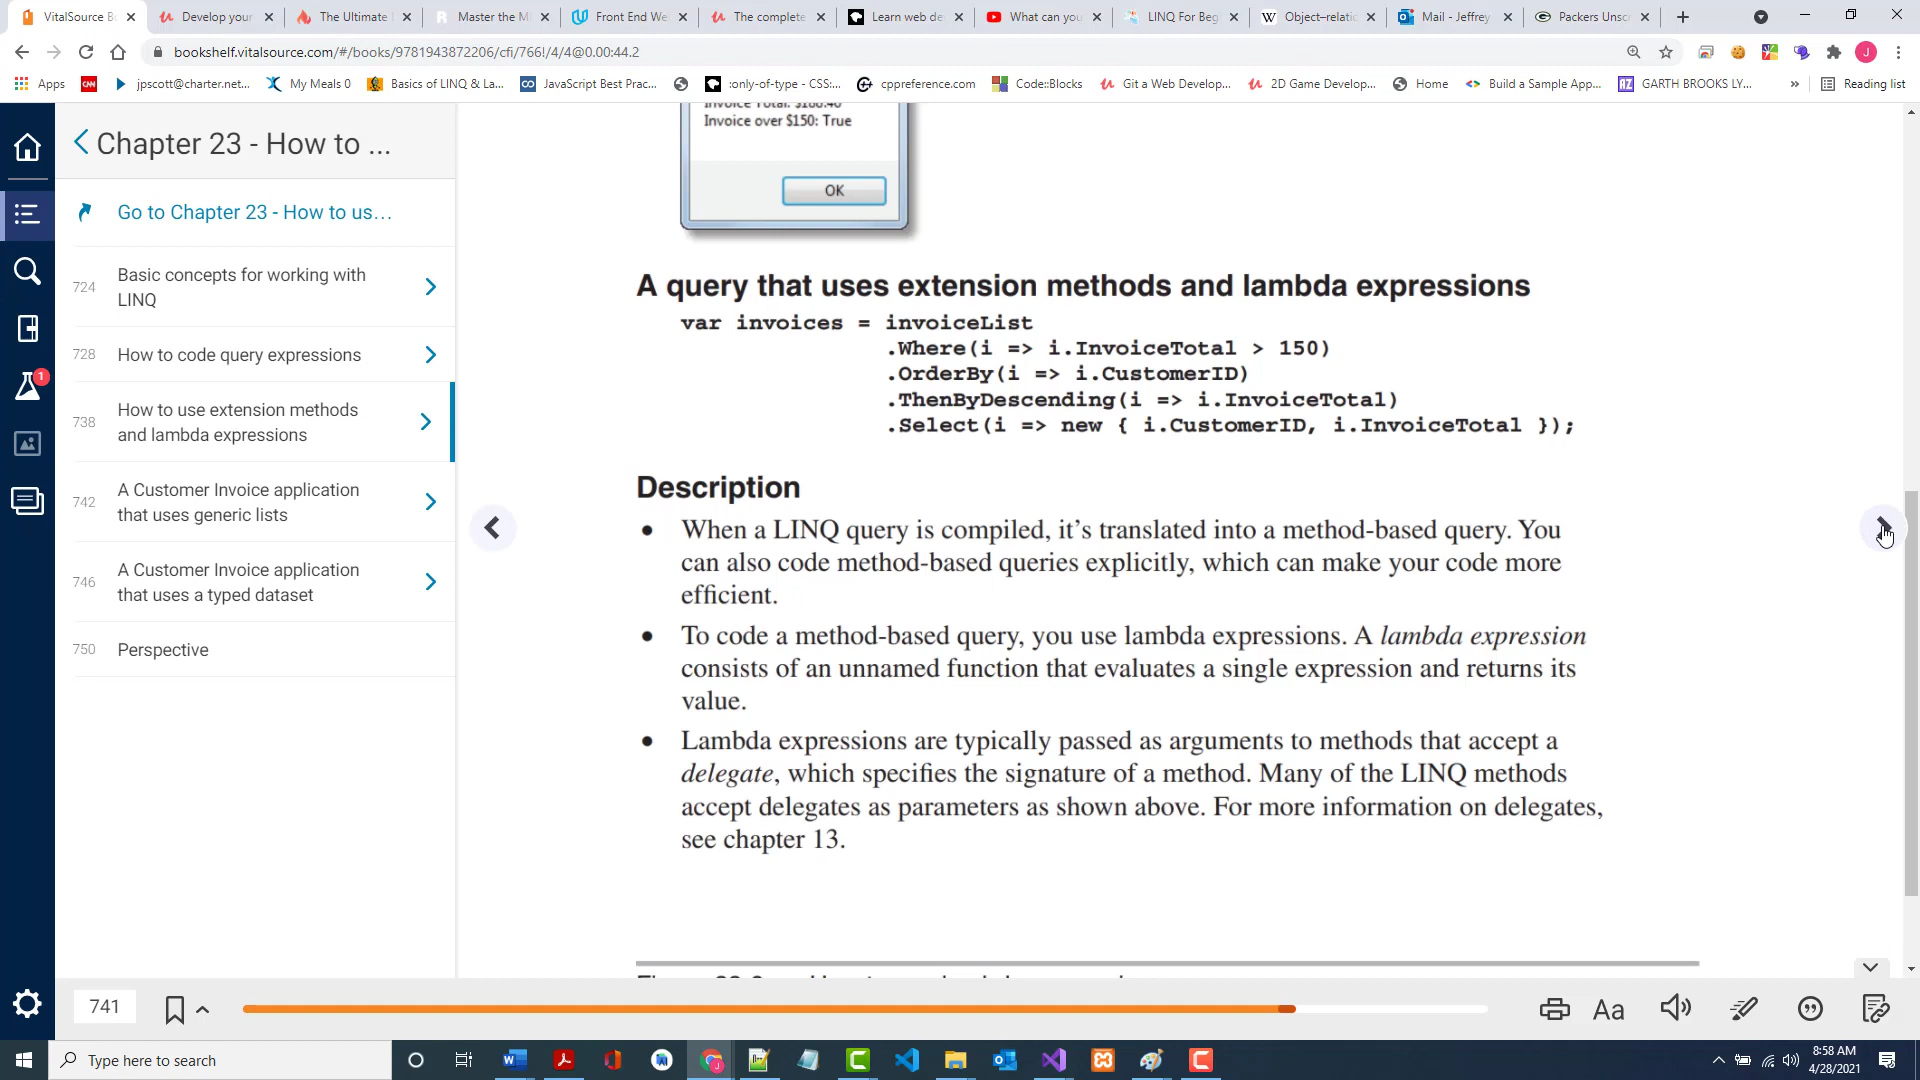 VitalSource B
Develop your
The Ultimate
Master the M
Front End We
The complete
Learn web de
What can you
LINQ For Beg
Object–relatio
Mail - Jeffrey
Packers Unsc
bookshelf.vitalsource.com/#/books/9781943872206/cfi/766!/4/4@0.00:44.2
Apps
jpscott@charter.net...
My Meals 0
Basics of LINQ & La...
JavaScript Best Prac...
:only-of-type - CSS:...
cppreference.com
Code::Blocks
Git a Web Develop...
2D Game Develop...
Home
Build a Sample App...
GARTH BROOKS LY...
Reading list
Chapter 23 - How to ...
Go to Chapter 23 - How to us...
724 Basic concepts for working with
LINQ
728 How to code query expressions
738 How to use extension methods
and lambda expressions
742 A Customer Invoice application
that uses generic lists
746 A Customer Invoice application
that uses a typed dataset
750 Perspective
Invoice over $150: True
OK
A query that uses extension methods and lambda expressions
var invoices = invoiceList
.Where(i => i.InvoiceTotal > 150)
.OrderBy(i => i.CustomerID)
.ThenByDescending(i => i.InvoiceTotal)
.Select(i => new { i.CustomerID, i.InvoiceTotal });
Description
• When a LINQ query is compiled, it's translated into a method-based query. You
can also code method-based queries explicitly, which can make your code more
efficient.
• To code a method-based query, you use lambda expressions. A lambda expression
consists of an unnamed function that evaluates a single expression and returns its
value.
• Lambda expressions are typically passed as arguments to methods that accept a
delegate, which specifies the signature of a method. Many of the LINQ methods
accept delegates as parameters as shown above. For more information on delegates,
see chapter 13.
741
Aa
Type here to search
8:58 AM
4/28/2021